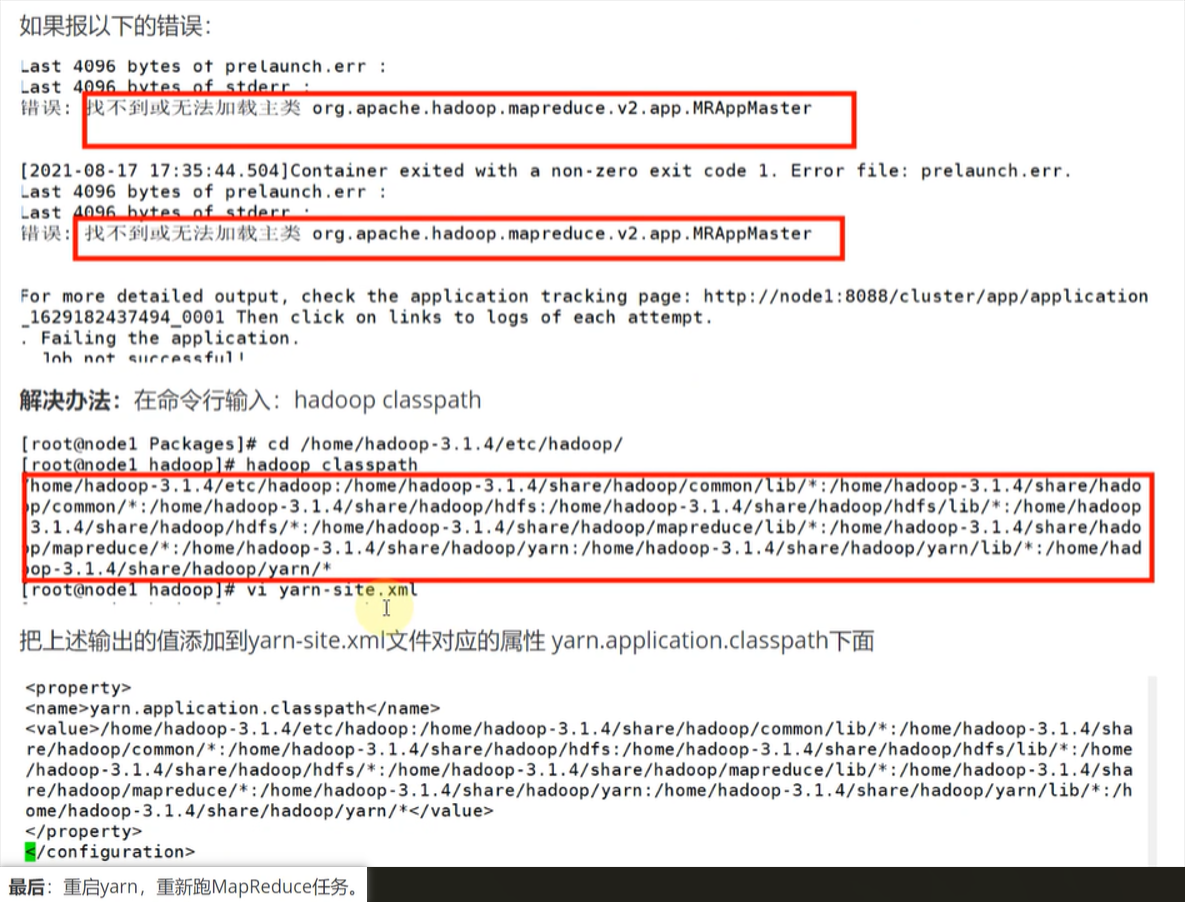 如果报以下的错误：
Last 4096 bytes of prelaunch.err :
Last 4096 bytes of stderr :
错误: 找不到或无法加载主类 org.apache.hadoop.mapreduce.v2.app.MRAppMaster
[2021-08-17 17:35:44.504]Container exited with a non-zero exit code 1. Error file: prelaunch.err.
Last 4096 bytes of prelaunch.err :
Last 4096 bytes of stderr :
错误: 找不到或无法加载主类 org.apache.hadoop.mapreduce.v2.app.MRAppMaster
For more detailed output, check the application tracking page: http://node1:8088/cluster/app/application
_1629182437494_0001 Then click on links to logs of each attempt.
. Failing the application.
Job not successful!
解决办法：在命令行输入：hadoop classpath
[root@node1 Packages]# cd /home/hadoop-3.1.4/etc/hadoop/
[root@node1 hadoop]# hadoop classpath
/home/hadoop-3.1.4/etc/hadoop:/home/hadoop-3.1.4/share/hadoop/common/lib/*:/home/hadoop-3.1.4/share/hado
op/common/*:/home/hadoop-3.1.4/share/hadoop/hdfs:/home/hadoop-3.1.4/share/hadoop/hdfs/lib/*:/home/hadoop
-3.1.4/share/hadoop/hdfs/*:/home/hadoop-3.1.4/share/hadoop/mapreduce/lib/*:/home/hadoop-3.1.4/share/hado
op/mapreduce/*:/home/hadoop-3.1.4/share/hadoop/yarn:/home/hadoop-3.1.4/share/hadoop/yarn/lib/*:/home/had
oop-3.1.4/share/hadoop/yarn/*
[root@node1 hadoop]# vi yarn-site.xml
把上述输出的值添加到yarn-site.xml文件对应的属性 yarn.application.classpath下面
<property>
<name>yarn.application.classpath</name>
<value>/home/hadoop-3.1.4/etc/hadoop:/home/hadoop-3.1.4/share/hadoop/common/lib/*:/home/hadoop-3.1.4/sha
re/hadoop/common/*:/home/hadoop-3.1.4/share/hadoop/hdfs:/home/hadoop-3.1.4/share/hadoop/hdfs/lib/*:/home
/hadoop-3.1.4/share/hadoop/hdfs/*:/home/hadoop-3.1.4/share/hadoop/mapreduce/lib/*:/home/hadoop-3.1.4/sha
re/hadoop/mapreduce/*:/home/hadoop-3.1.4/share/hadoop/yarn:/home/hadoop-3.1.4/share/hadoop/yarn/lib/*:/h
ome/hadoop-3.1.4/share/hadoop/yarn/*</value>
</property>
</configuration>
最后：重启yarn，重新跑MapReduce任务。